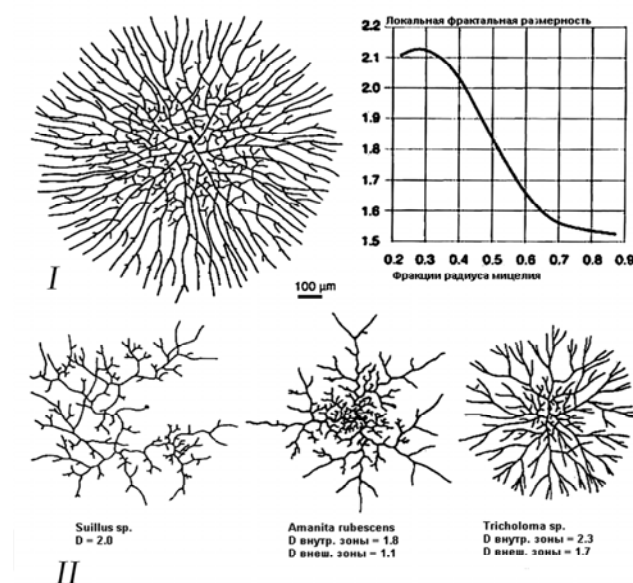 Локальная фрактальная размерность
2.2
2.1
2.0
1.9
1.8
1.7
1.6
1.5
0.2 0.3 0.4 0.5 0.6 0.7 0.8 0.9
Фракции радиуса мицелия
I
100 µm
Suillus sp.
D = 2.0
Amanita rubescens
D внутр. зоны = 1.8
D внеш. зоны = 1.1
Tricholoma sp.
D внутр. зоны = 2.3
D внеш. зоны = 1.7
II